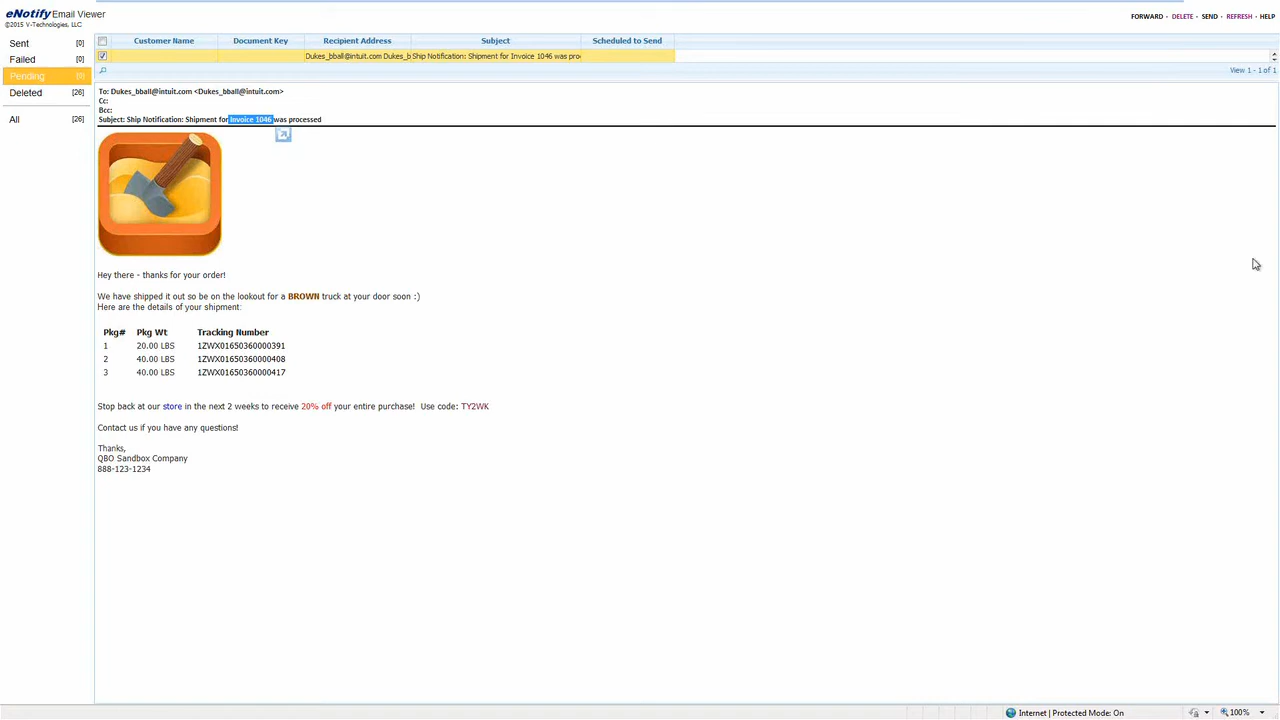 eNotify Email Viewer
©2015 V-Technologies, LLC.
FORWARD · DELETE · SEND · REFRESH · HELP
Sent [0]
Failed [0]
Pending [0]
Deleted [26]
All [26]
Customer Name Document Key Recipient Address Subject Scheduled to Send
Dukes_bball@intuit.com Dukes_b Ship Notification: Shipment for Invoice 1046 was pro
View 1 - 1 of 1
To: Dukes_bball@intuit.com <Dukes_bball@intuit.com>
Cc:
Bcc:
Subject: Ship Notification: Shipment for Invoice 1046 was processed
Hey there - thanks for your order!
We have shipped it out so be on the lookout for a BROWN truck at your door soon :)
Here are the details of your shipment:
Pkg# Pkg Wt Tracking Number
1 20.00 LBS 1ZWX01650360000391
2 40.00 LBS 1ZWX01650360000408
3 40.00 LBS 1ZWX01650360000417
Stop back at our store in the next 2 weeks to receive 20% off your entire purchase! Use code: TY2WK
Contact us if you have any questions!
Thanks,
QBO Sandbox Company
888-123-1234
Internet | Protected Mode: On
100%